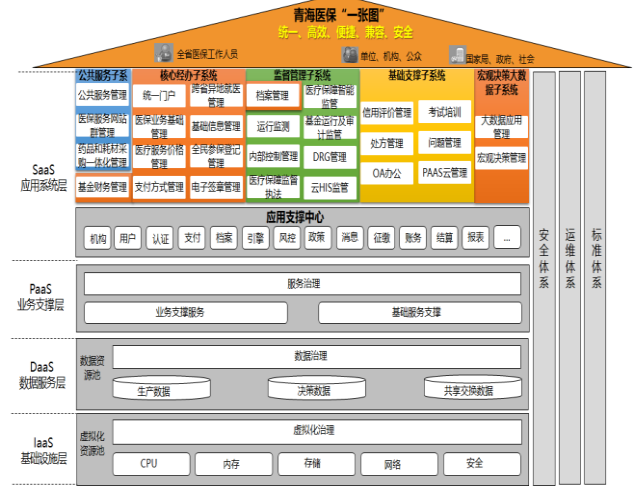 青海医保“一张图”
统一、高效、便捷、兼容、安全
全省医保工作人员
单位、机构、公众
国家局、政府、社会
公共服务子系
公共服务管理
医保服务网站
群管理
药品和耗材采
购一体化管理
基金财务管理
核心经办子系统
统一门户
跨省异地就医
管理
医保业务基础
管理
基础信息管理
医疗服务价格
管理
全民参保登记
管理
支付方式管理
电子签章管理
监督管理子系统
档案管理
医疗保障智能
监管
运行监测
基金运行及审
计监管
内部控制管理
DRG管理
医疗保障监督
执法
云HIS监管
基础支撑子系统
信用评价管理
考试培训
处方管理
问题管理
OA办公
PAAS云管理
宏观决策大数
据子系统
大数据应用
管理
宏观决策管理
SaaS
应用系统层
应用支撑中心
机构
用户
认证
支付
档案
引擎
风控
政策
消息
征缴
账务
结算
报表
...
PaaS
业务支撑层
服务治理
业务支撑服务
基础服务支撑
DaaS
数据服务层
数据资
源池
数据治理
生产数据
决策数据
共享交换数据
IaaS
基础设施层
虚拟化
资源池
虚拟化治理
CPU
内存
存储
网络
安全
安全体系
运维体系
标准体系